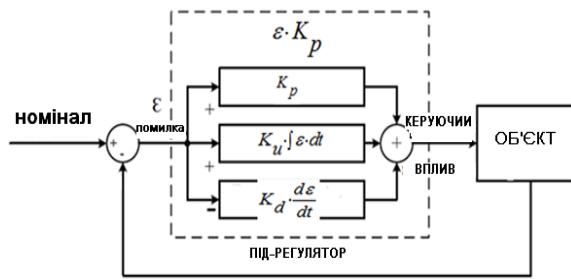 ε·K_p
K_p
номінал
ε
помилка
+
-
+
+
-
K_u·∫ε·dt
K_d·dε/dt
+
КЕРУЮЧИЙ
ВПЛИВ
ОБ'ЄКТ
ПІД-РЕГУЛЯТОР